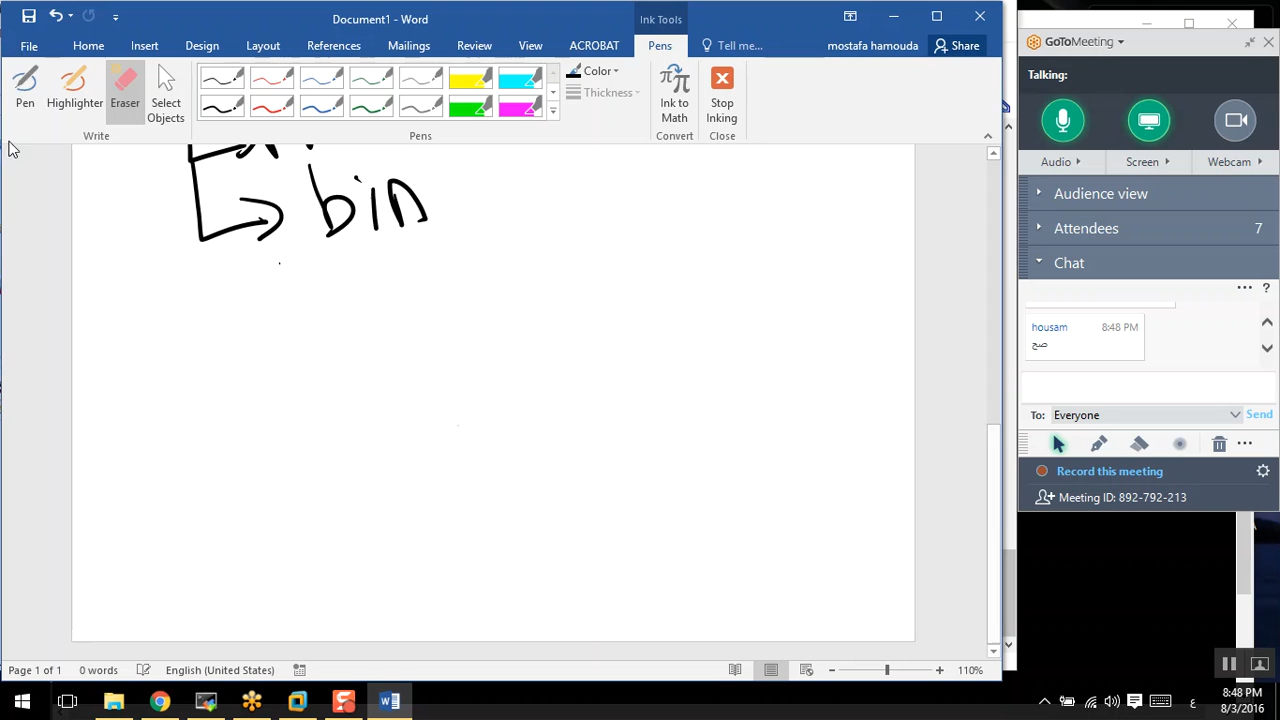 Document1 - Word
Ink Tools
File
Home
Insert
Design
Layout
References
Mailings
Review
View
ACROBAT
Pens
Tell me...
mostafa hamouda
Share
Pen
Highlighter
Eraser
Select Objects
Color
Thickness
Ink to Math
Stop Inking
Write
Pens
Convert
Close
bin
Page 1 of 1
0 words
English (United States)
110%
GoToMeeting
Talking:
Audio
Screen
Webcam
Audience view
Attendees
7
Chat
housam
8:48 PM
صح
To:
Everyone
Send
Record this meeting
Meeting ID: 892-792-213
ع
8:48 PM
8/3/2016